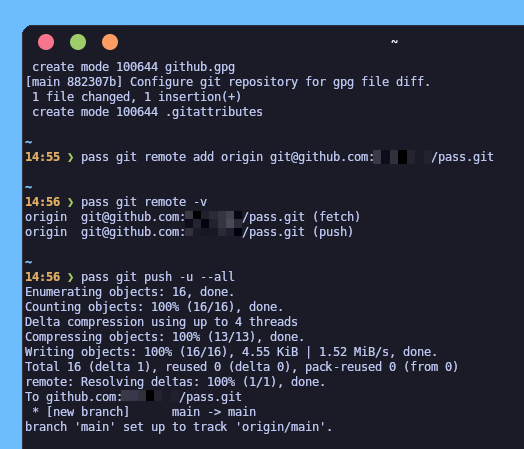 ~
create mode 100644 github.gpg
[main 882307b] Configure git repository for gpg file diff.
1 file changed, 1 insertion(+)
create mode 100644 .gitattributes
~
14:55 ❯ pass git remote add origin git@github.com: /pass.git
~
14:56 ❯ pass git remote -v
origin git@github.com: /pass.git (fetch)
origin git@github.com: /pass.git (push)
~
14:56 ❯ pass git push -u --all
Enumerating objects: 16, done.
Counting objects: 100% (16/16), done.
Delta compression using up to 4 threads
Compressing objects: 100% (13/13), done.
Writing objects: 100% (16/16), 4.55 KiB | 1.52 MiB/s, done.
Total 16 (delta 1), reused 0 (delta 0), pack-reused 0 (from 0)
remote: Resolving deltas: 100% (1/1), done.
To github.com: /pass.git
* [new branch] main -> main
branch 'main' set up to track 'origin/main'.